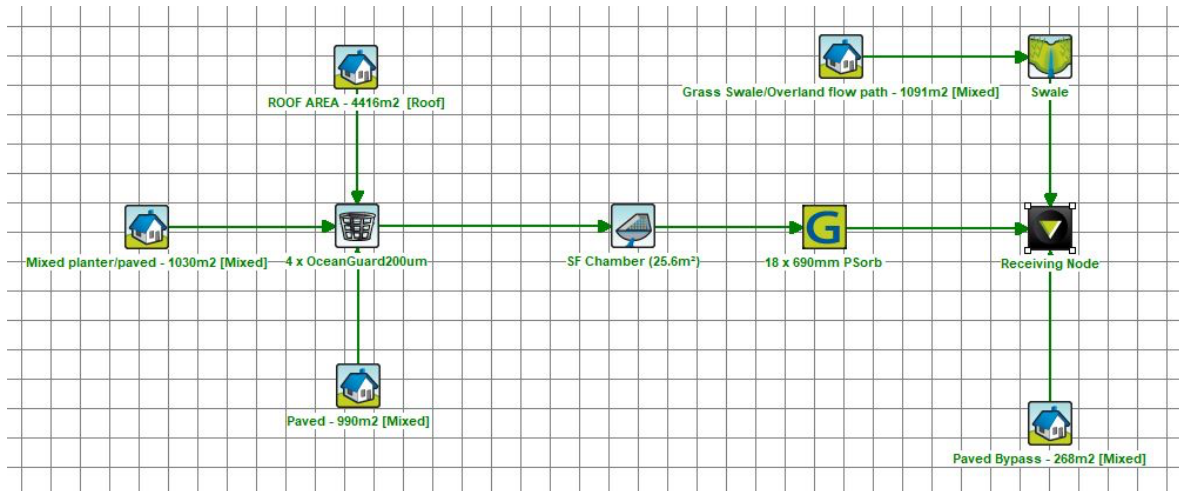 Grass Swale/Overland flow path - 1091m2 [Mixed]
Swale
ROOF AREA - 4416m2  [Roof]
Mixed planter/paved - 1030m2 [Mixed]
4 x OceanGuard200um
SF Chamber (25.6m²)
G
18 x 690mm PSorb
Receiving Node
Paved - 990m2 [Mixed]
Paved Bypass - 268m2 [Mixed]